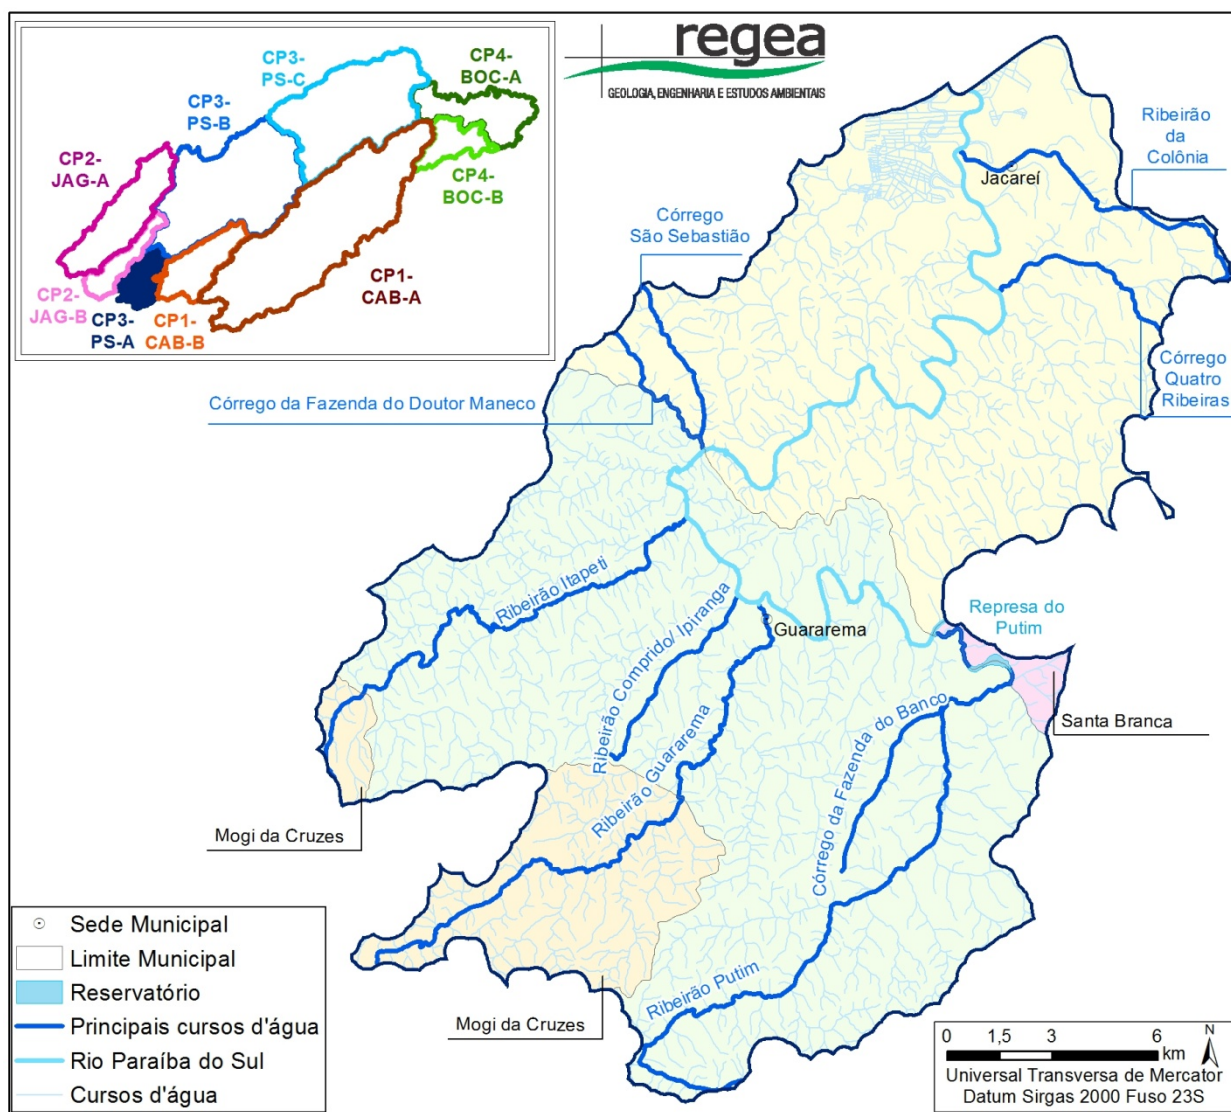 CP4-
BOC-A
CP3-
PS-C
CP3-
PS-B
CP2-
JAG-A
CP4-
BOC-B
CP1-
CAB-A
CP2-
JAG-B
CP3-
PS-A
CP1-
CAB-B
regea
GEOLOGIA, ENGENHARIA E ESTUDOS AMBIENTAIS
Ribeirão
da
Colônia
Jacareí
Córrego
São Sebastião
Córrego
Quatro
Ribeiras
Córrego da Fazenda do Doutor Maneco
Ribeirão Itapeti
Ribeirão Comprido/ Ipiranga
Guararema
Represa do
Putim
Ribeirão Guararema
Córrego da Fazenda do Banco
Santa Branca
Mogi da Cruzes
Ribeirão Putim
Mogi da Cruzes
Sede Municipal
Limite Municipal
Reservatório
Principais cursos d'água
Rio Paraíba do Sul
Cursos d'água
0 1,5 3 6
km
N
Universal Transversa de Mercator
Datum Sirgas 2000 Fuso 23S